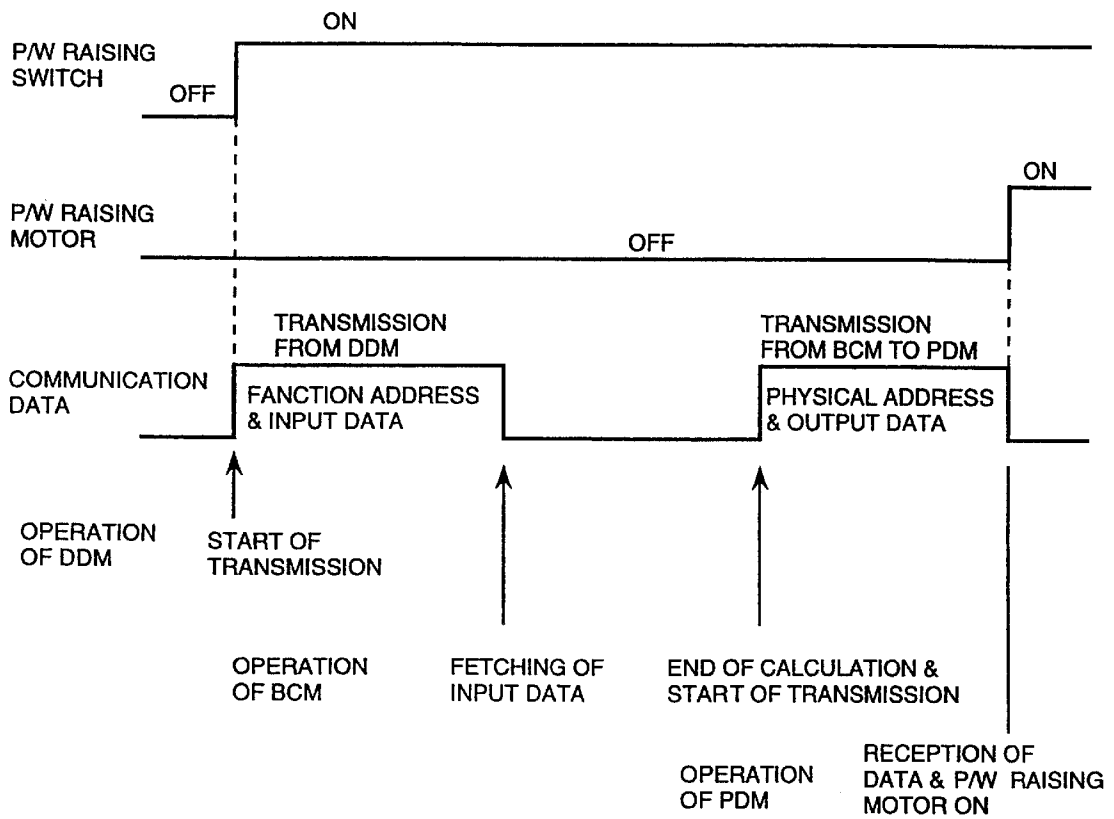 ON
P/W RAISING
SWITCH
OFF
ON
P/W RAISING
MOTOR
OFF
TRANSMISSION
FROM DDM
TRANSMISSION
FROM BCM TO PDM
COMMUNICATION
DATA
FANCTION ADDRESS
& INPUT DATA
PHYSICAL ADDRESS
& OUTPUT DATA
OPERATION
OF DDM
START OF
TRANSMISSION
OPERATION
OF BCM
FETCHING OF
INPUT DATA
END OF CALCULATION &
START OF TRANSMISSION
OPERATION
OF PDM
RECEPTION OF
DATA & P/W RAISING
MOTOR ON